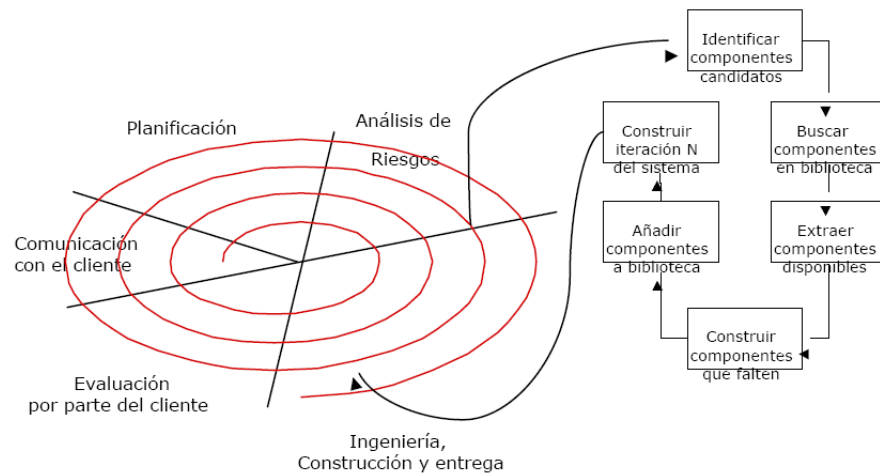 Planificación
Análisis de
Riesgos
Comunicación
con el cliente
Evaluación
por parte del cliente
Ingeniería,
Construcción y entrega
Identificar
componentes
candidatos
Buscar
componentes
en biblioteca
Extraer
componentes
disponibles
Construir
componentes
que falten
Añadir
componentes
a biblioteca
Construir
iteración N
del sistema